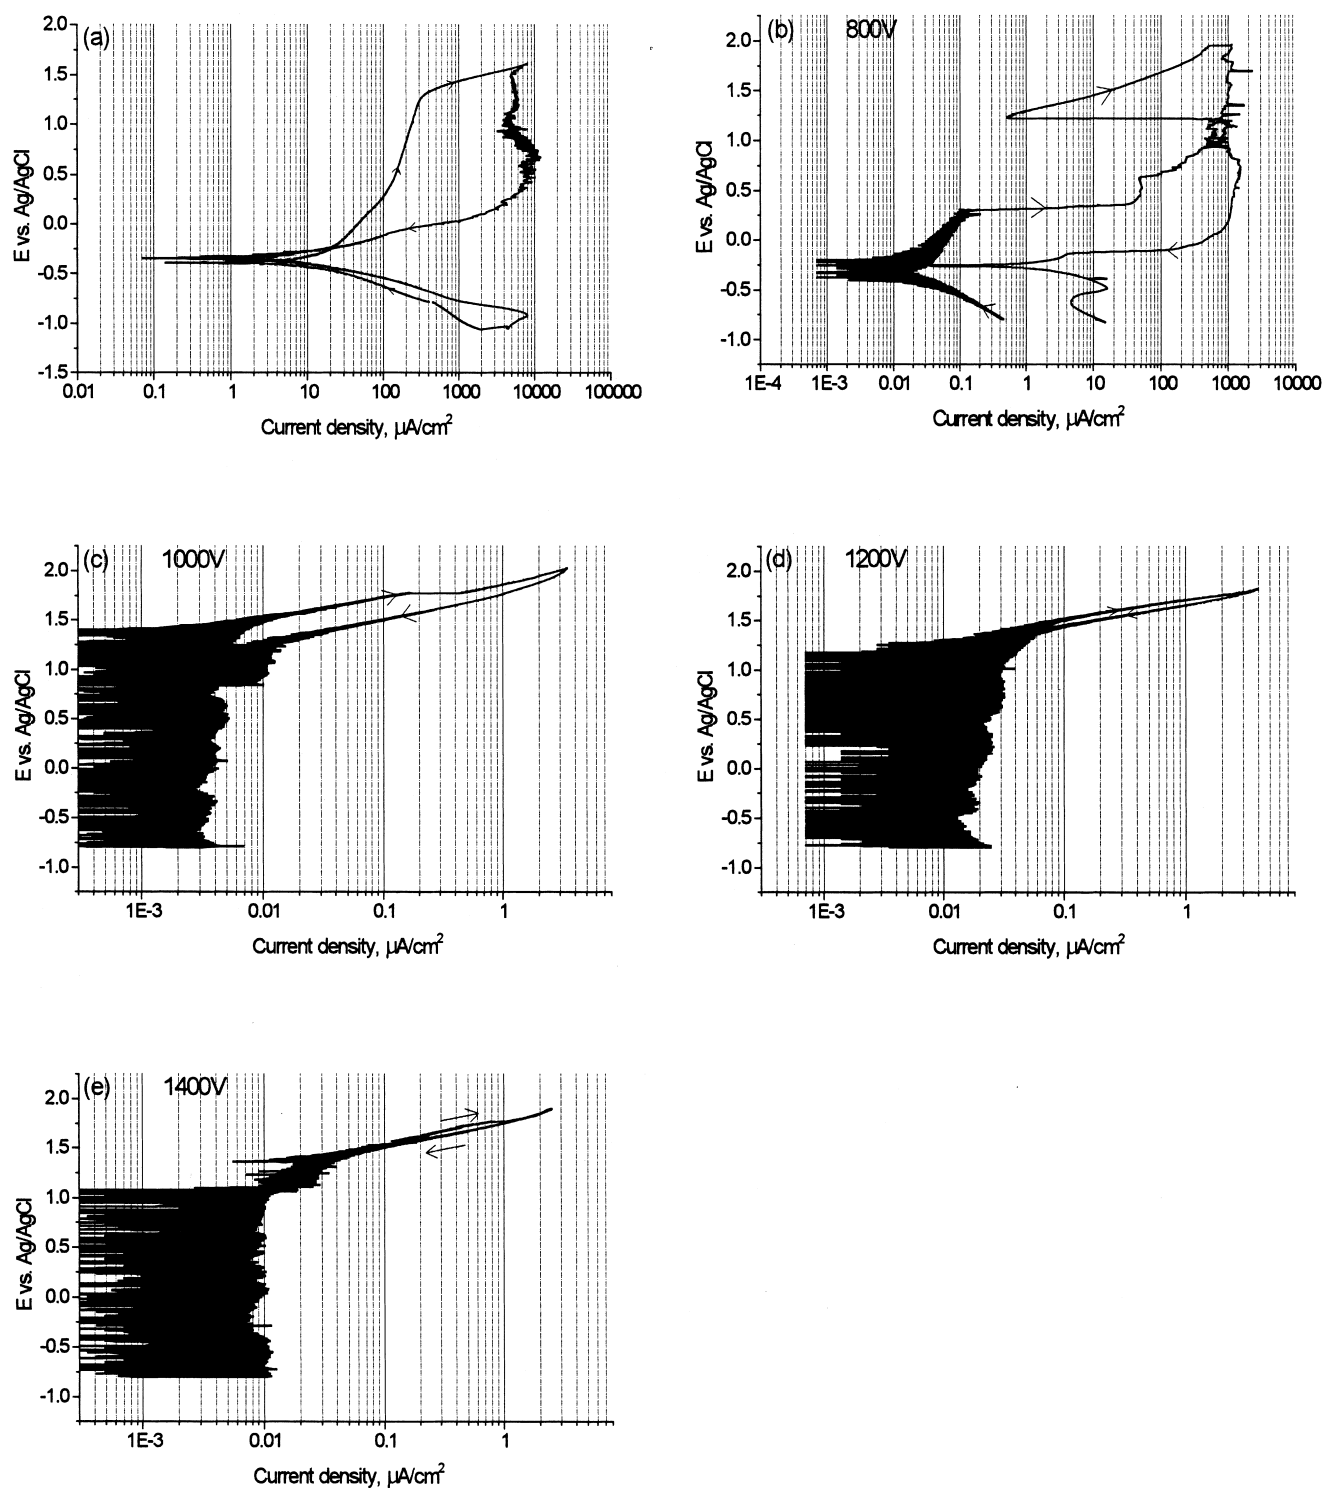 (a)
2.0
1.5
1.0
0.5
0.0
-0.5
-1.0
-1.5
E vs. Ag/AgCl
0.01 0.1 1 10 100 1000 10000 100000
Current density, μA/cm²
(b) 800V
2.0
1.5
1.0
0.5
0.0
-0.5
-1.0
E vs. Ag/AgCl
1E-4 1E-3 0.01 0.1 1 10 100 1000 10000
Current density, μA/cm²
(c) 1000V
2.0
1.5
1.0
0.5
0.0
-0.5
-1.0
E vs. Ag/AgCl
1E-3 0.01 0.1 1
Current density, μA/cm²
(d) 1200V
2.0
1.5
1.0
0.5
0.0
-0.5
-1.0
E vs. Ag/AgCl
1E-3 0.01 0.1 1
Current density, μA/cm²
(e) 1400V
2.0
1.5
1.0
0.5
0.0
-0.5
-1.0
E vs. Ag/AgCl
1E-3 0.01 0.1 1
Current density, μA/cm²